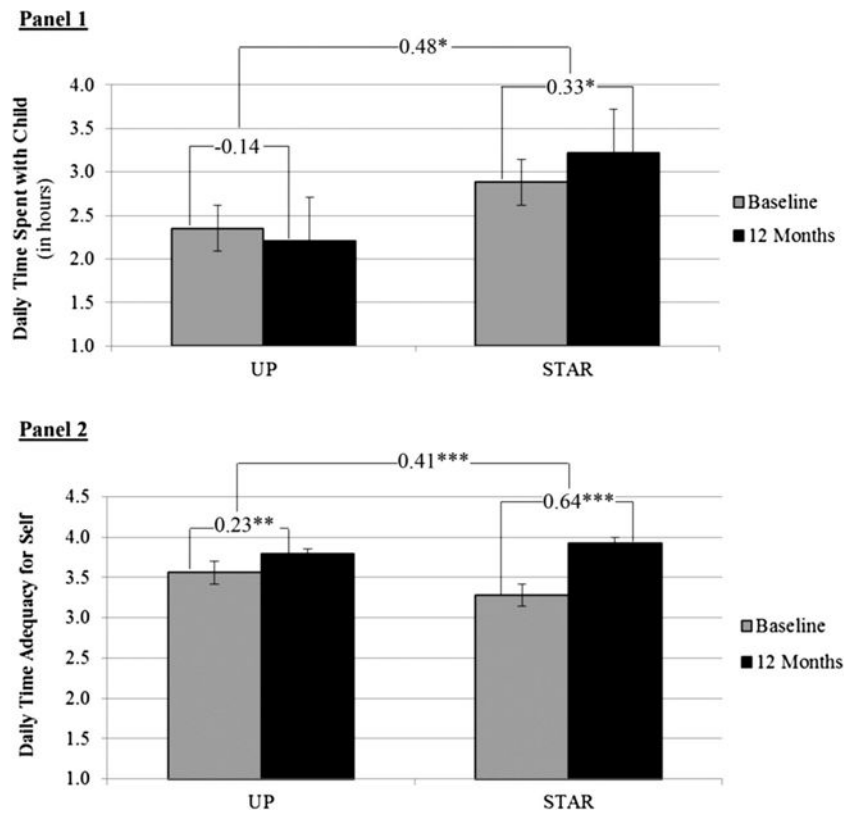 Panel 1
0.48*
4.0
0.33*
3.5
-0.14
3.0
2.5
2.0
1.5
1.0
Daily Time Spent with Child
(in hours)
Baseline
12 Months
UP
STAR
Panel 2
0.41***
4.5
0.64***
0.23**
4.0
3.5
3.0
2.5
2.0
1.5
1.0
Daily Time Adequacy for Self
Baseline
12 Months
UP
STAR